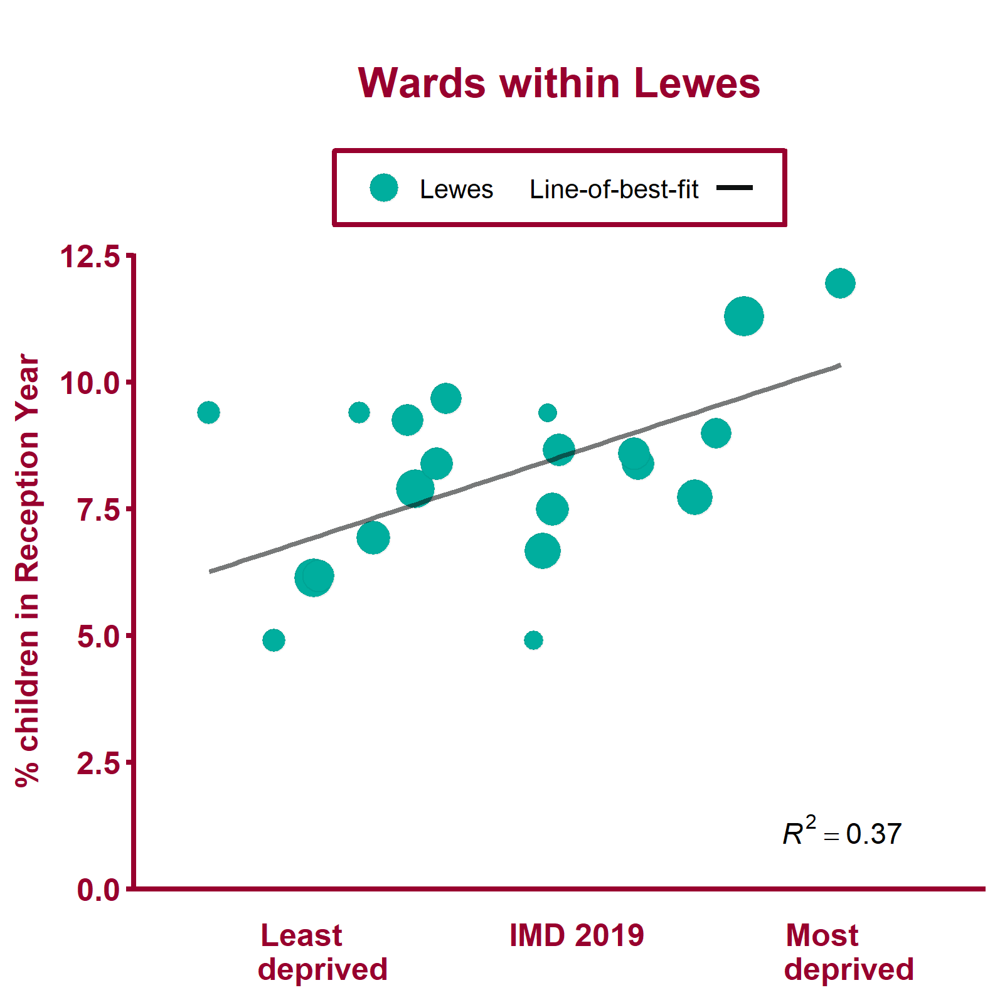 Wards within Lewes
Lewes Line-of-best-fit
12.5
10.0
7.5
5.0
2.5
0.0
% children in Reception Year
R² = 0.37
Least deprived
IMD 2019
Most deprived